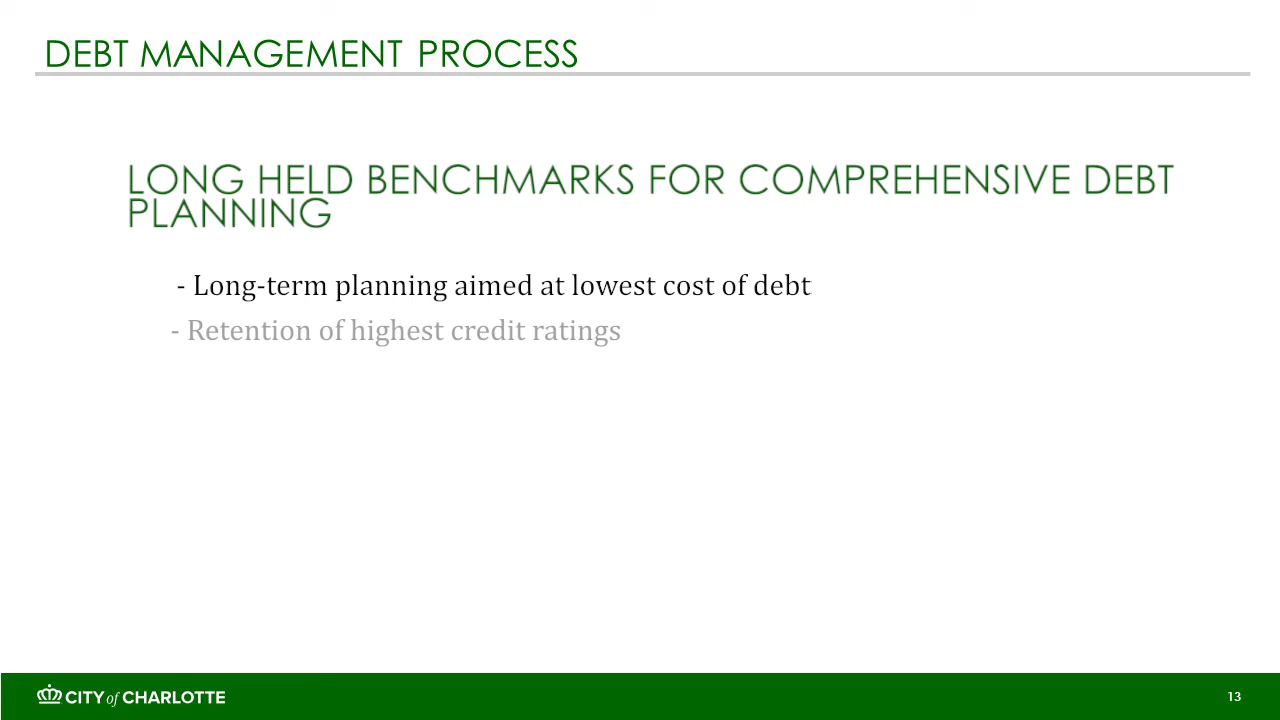 DEBT MANAGEMENT PROCESS
LONG HELD BENCHMARKS FOR COMPREHENSIVE DEBT
PLANNING
- Long-term planning aimed at lowest cost of debt
- Retention of highest credit ratings
CITY of CHARLOTTE
13